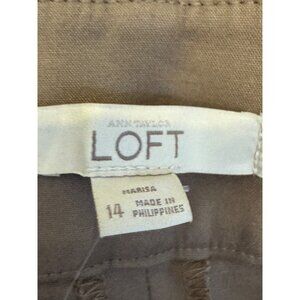 ANN TAYLOR
LOFT
MARISA
14 MADE IN
PHILIPPINES